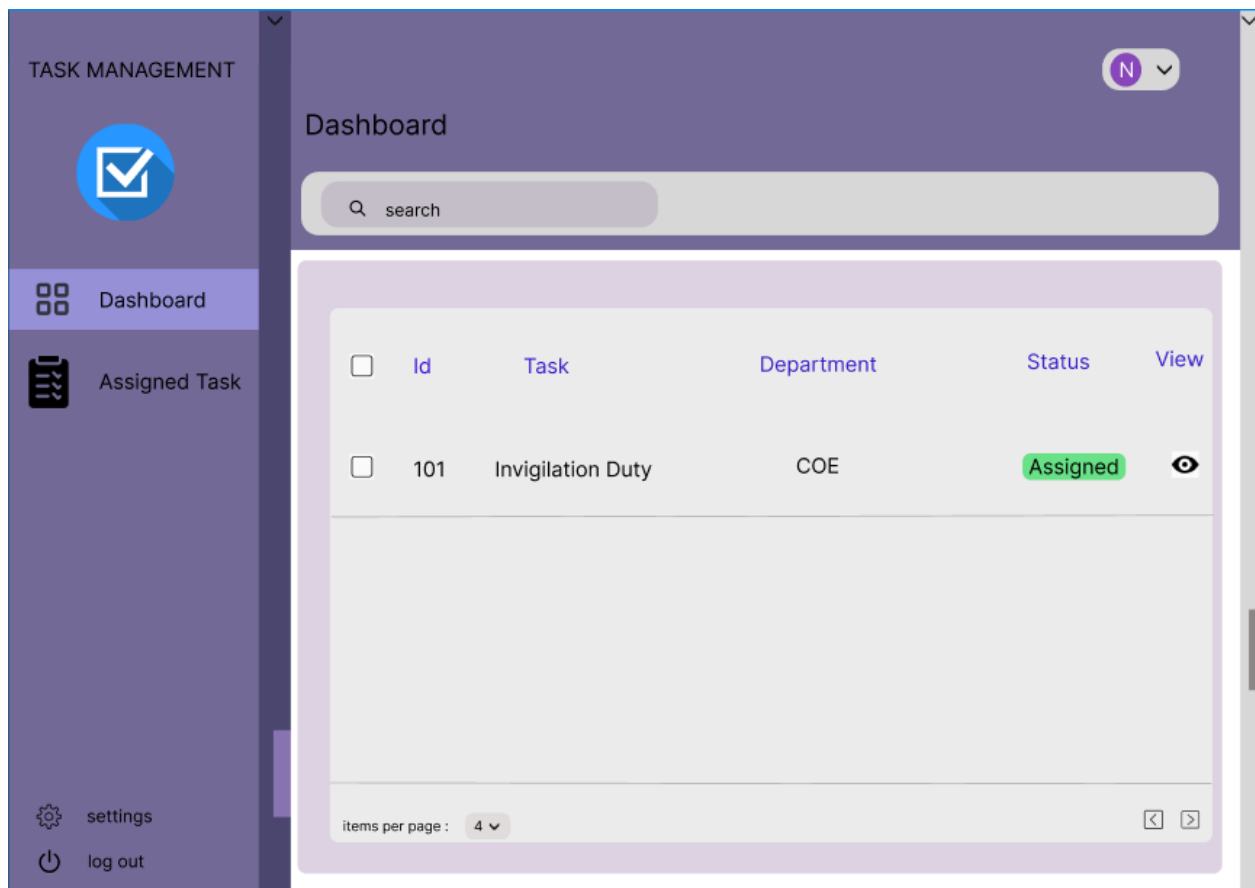 TASK MANAGEMENT
N
Dashboard
search
Dashboard
Assigned Task
Id Task Department Status View
101 Invigilation Duty COE Assigned
items per page : 4
settings
log out